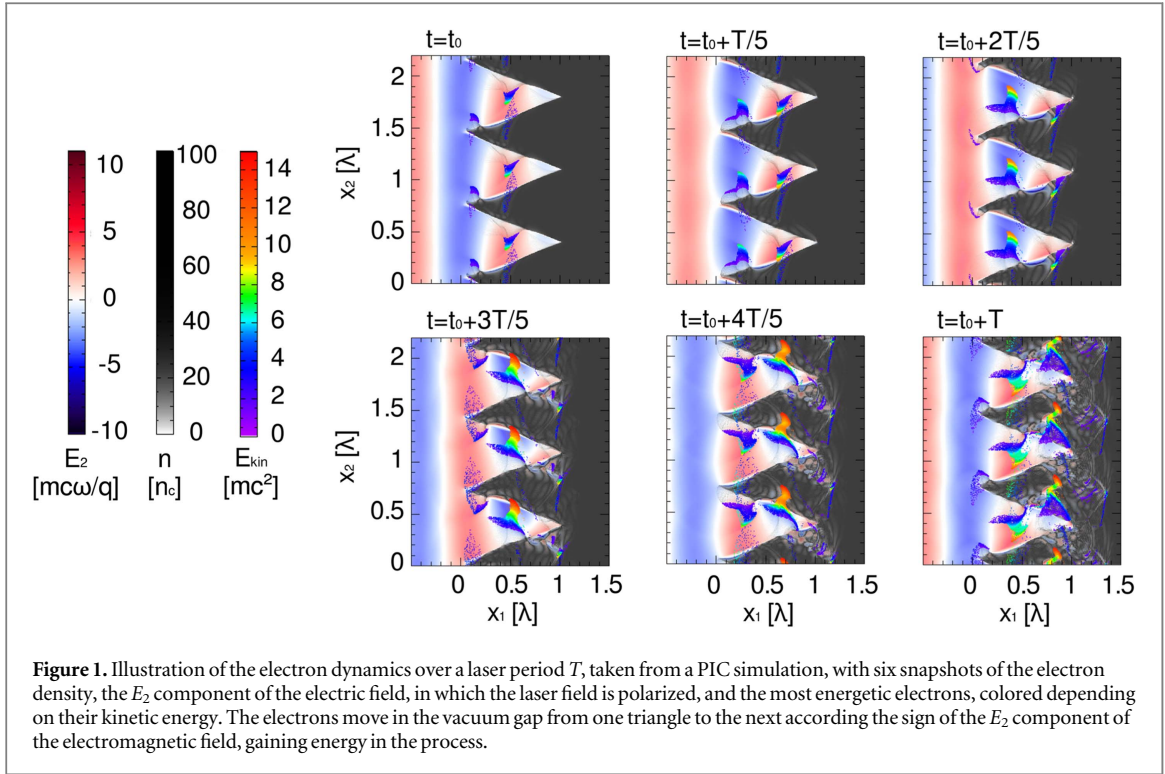 t=t₀ t=t₀+T/5 t=t₀+2T/5
2
1.5
1
0.5
0
x₂ [λ]
10
5
0
-5
-10
E₂
[mcω/q]
100
80
60
40
20
0
n
[n꜀]
14
12
10
8
6
4
2
0
Eₖᵢₙ
[mc²]
t=t₀+3T/5 t=t₀+4T/5 t=t₀+T
2
1.5
1
0.5
0
x₂ [λ]
0 0.5 1 1.5 0 0.5 1 1.5 0 0.5 1 1.5
x₁ [λ] x₁ [λ] x₁ [λ]
Figure 1. Illustration of the electron dynamics over a laser period T, taken from a PIC simulation, with six snapshots of the electron
density, the E₂ component of the electric field, in which the laser field is polarized, and the most energetic electrons, colored depending
on their kinetic energy. The electrons move in the vacuum gap from one triangle to the next according the sign of the E₂ component of
the electromagnetic field, gaining energy in the process.